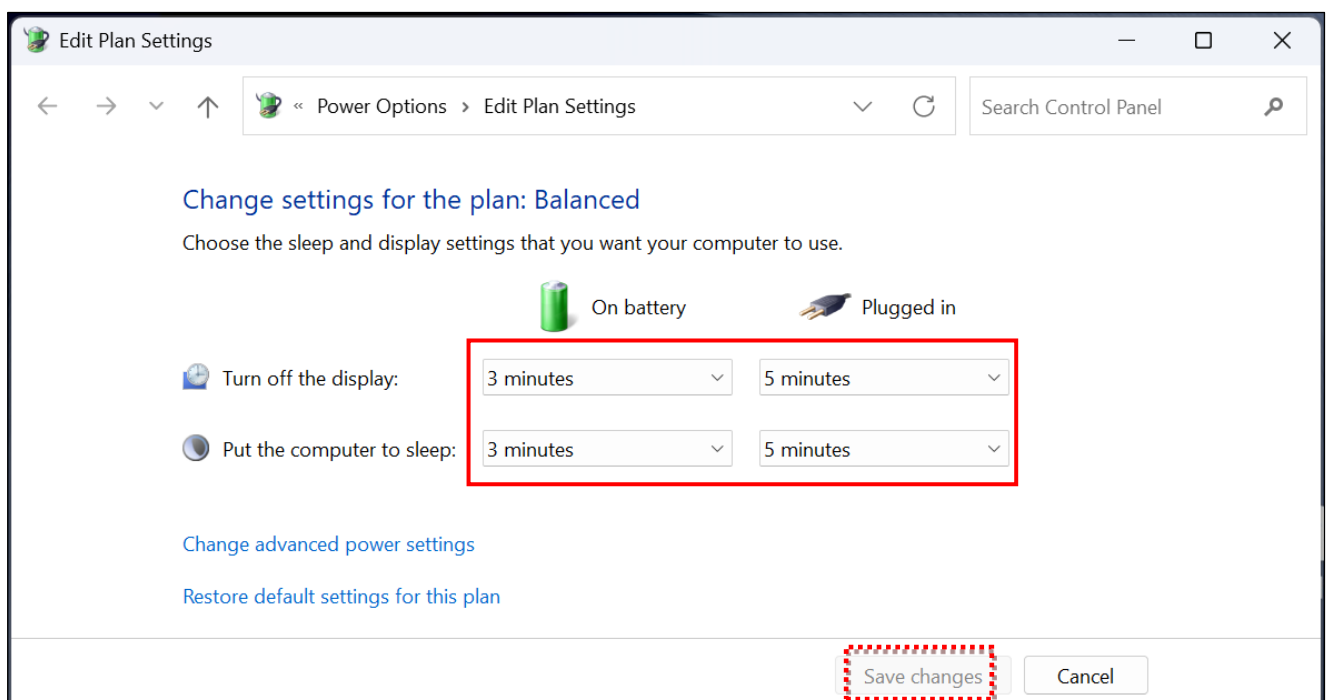 Edit Plan Settings
« Power Options › Edit Plan Settings
Search Control Panel
Change settings for the plan: Balanced
Choose the sleep and display settings that you want your computer to use.
On battery Plugged in
Turn off the display: 3 minutes 5 minutes
Put the computer to sleep: 3 minutes 5 minutes
Change advanced power settings
Restore default settings for this plan
Save changes Cancel